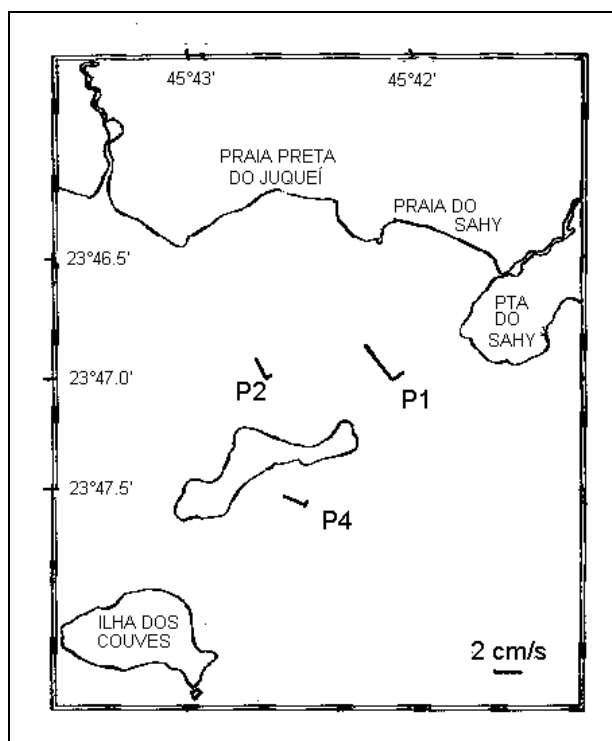 45°43'
45°42'
PRAIA PRETA
DO JUQUEÍ
PRAIA DO
SAHY
23°46.5'
PTA
DO
SAHY
23°47.0'
P2
P1
23°47.5'
P4
ILHA DOS
COUVES
2 cm/s